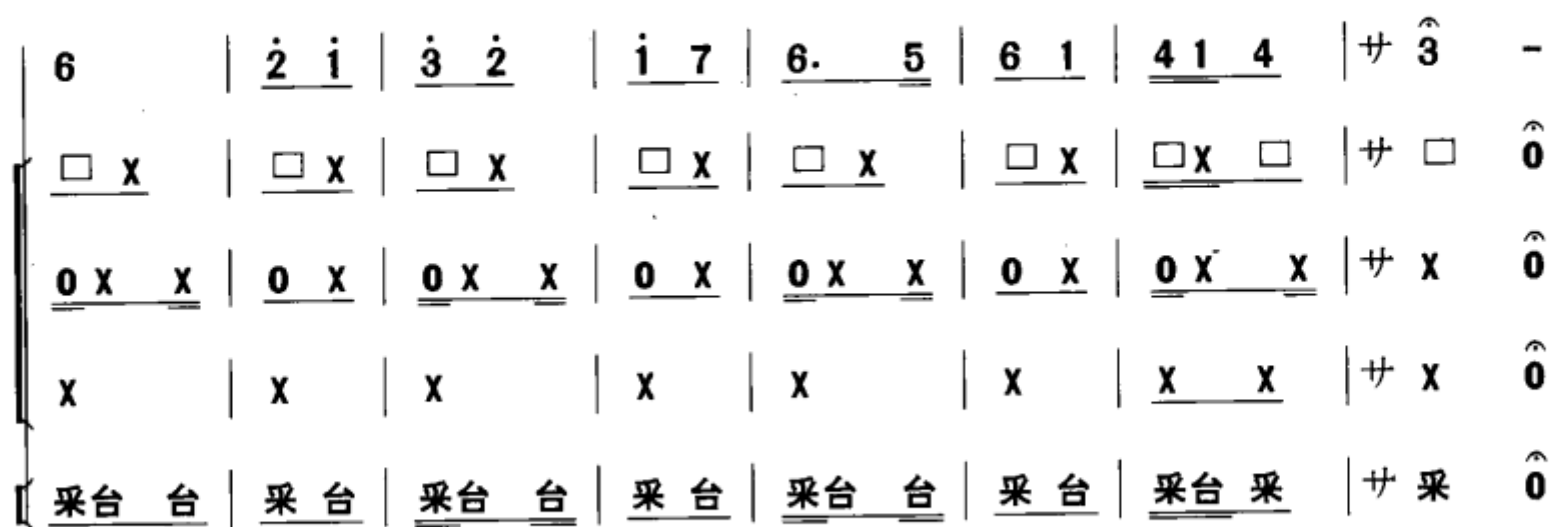 6 | 2̇ 1̇ | 3̇ 2̇ | 1̇ 7 | 6. 5 | 6 1 | 4 1 4 | サ 3 -
□ X | □ X | □ X | □ X | □ X | □ X | □ X □ | サ □ 0
0 X X | 0 X | 0 X X | 0 X | 0 X X | 0 X | 0 X X | サ X 0
X | X | X | X | X | X | X X | サ X 0
采台 台 | 采 台 | 采台 台 | 采 台 | 采台 台 | 采 台 | 采台 采 | サ 采 0